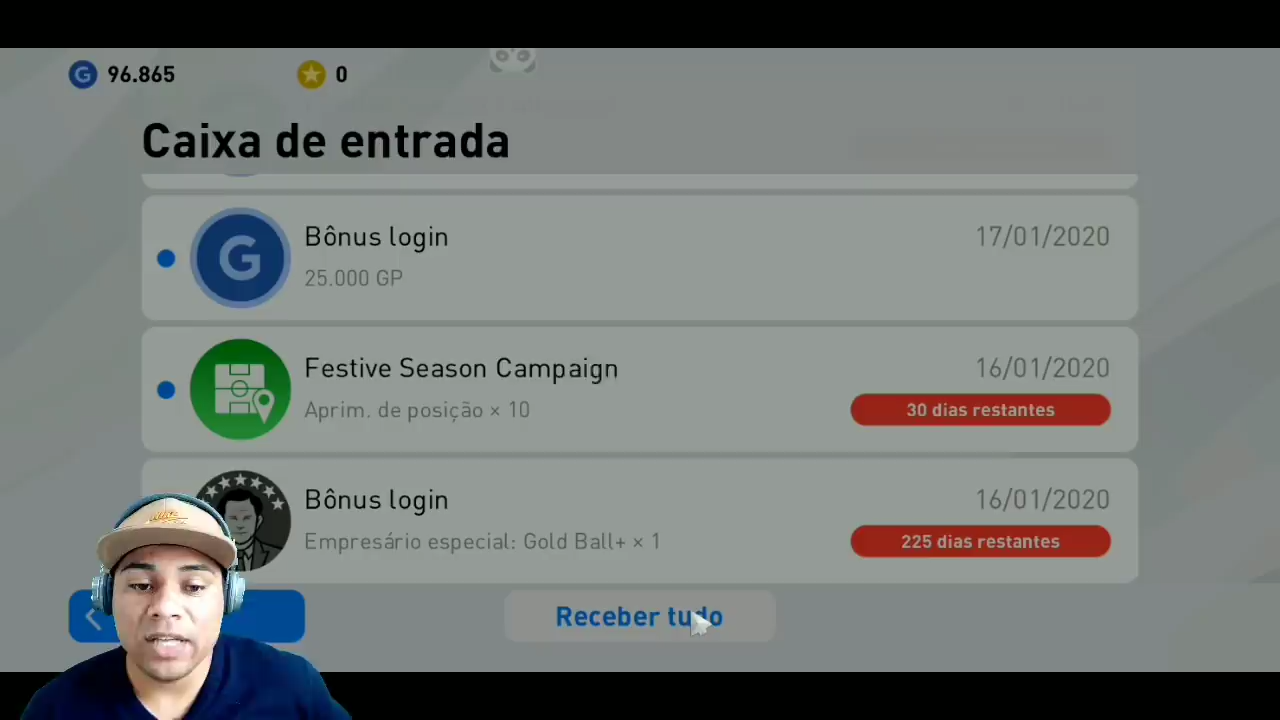 G 96.865 0
Caixa de entrada
G
Bônus login 17/01/2020
25.000 GP
Festive Season Campaign 16/01/2020
Aprim. de posição × 10 30 dias restantes
Bônus login 16/01/2020
Empresário especial: Gold Ball+ × 1 225 dias restantes
Receber tudo